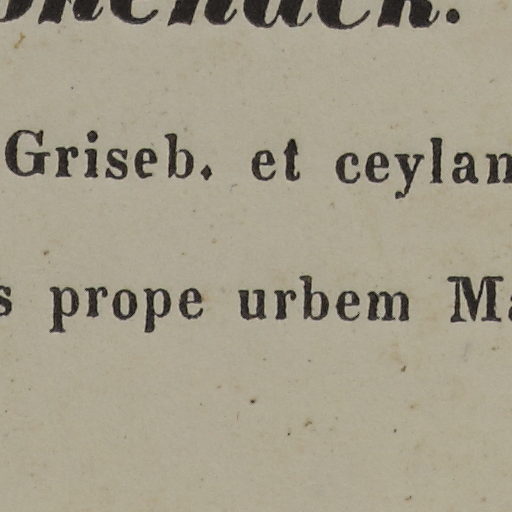 Griseb. et ceylan
s prope urbem Ma